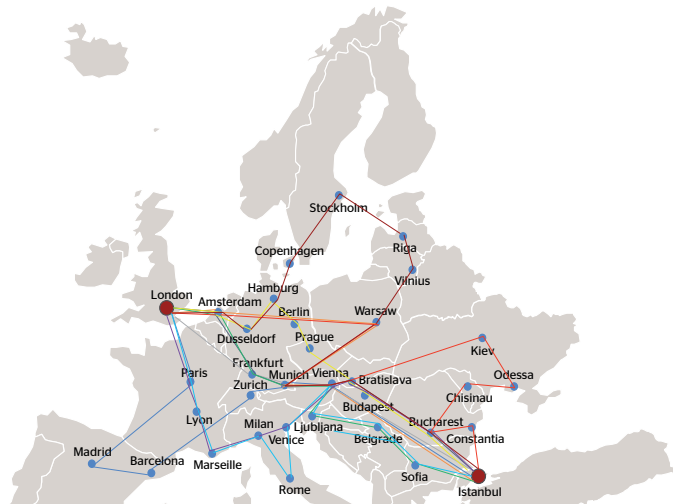 Stockholm
Copenhagen
Riga
Vilnius
Hamburg
London
Amsterdam
Berlin
Warsaw
Dusseldorf
Prague
Kiev
Frankfurt
Paris
Munich
Vienna
Bratislava
Odessa
Zurich
Chisinau
Budapest
Lyon
Milan
Ljubljana
Bucharest
Venice
Belgrade
Constantia
Madrid
Barcelona
Marseille
Sofia
Rome
Istanbul